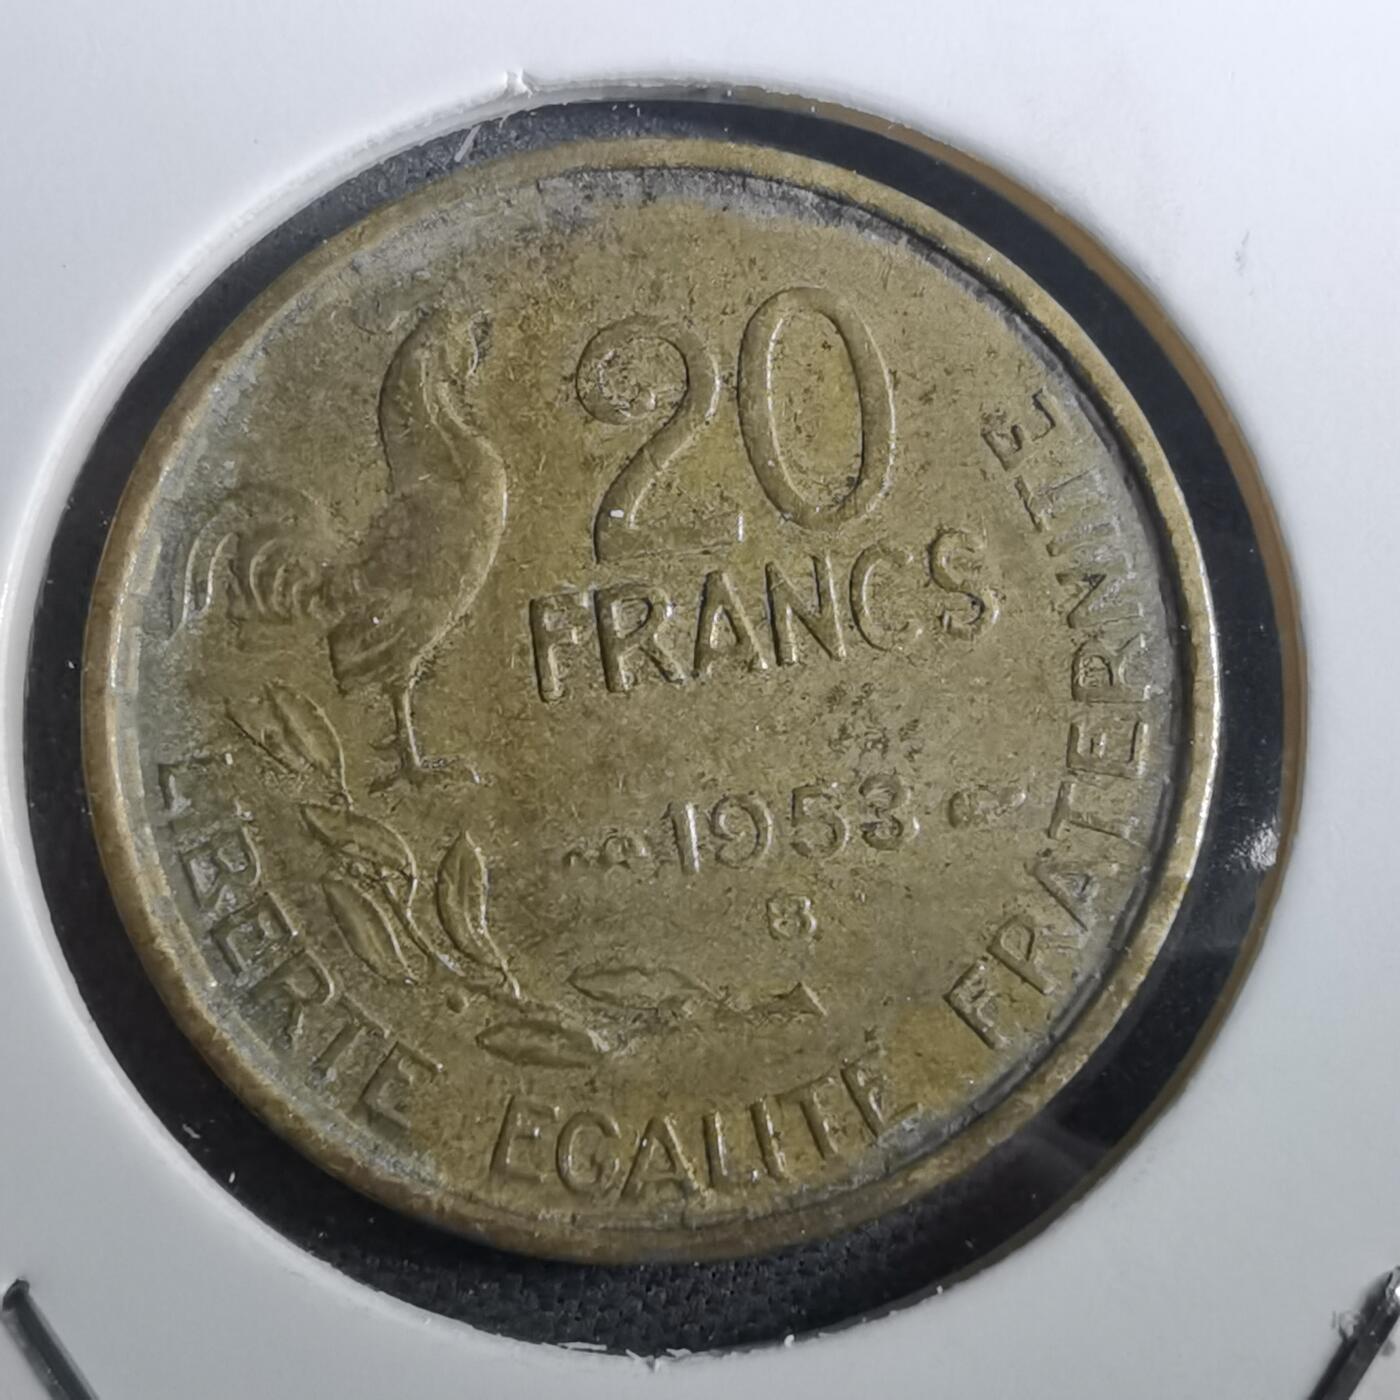 20
FRANCS
1953
B
LIBERTE EGALITE FRATERNITE